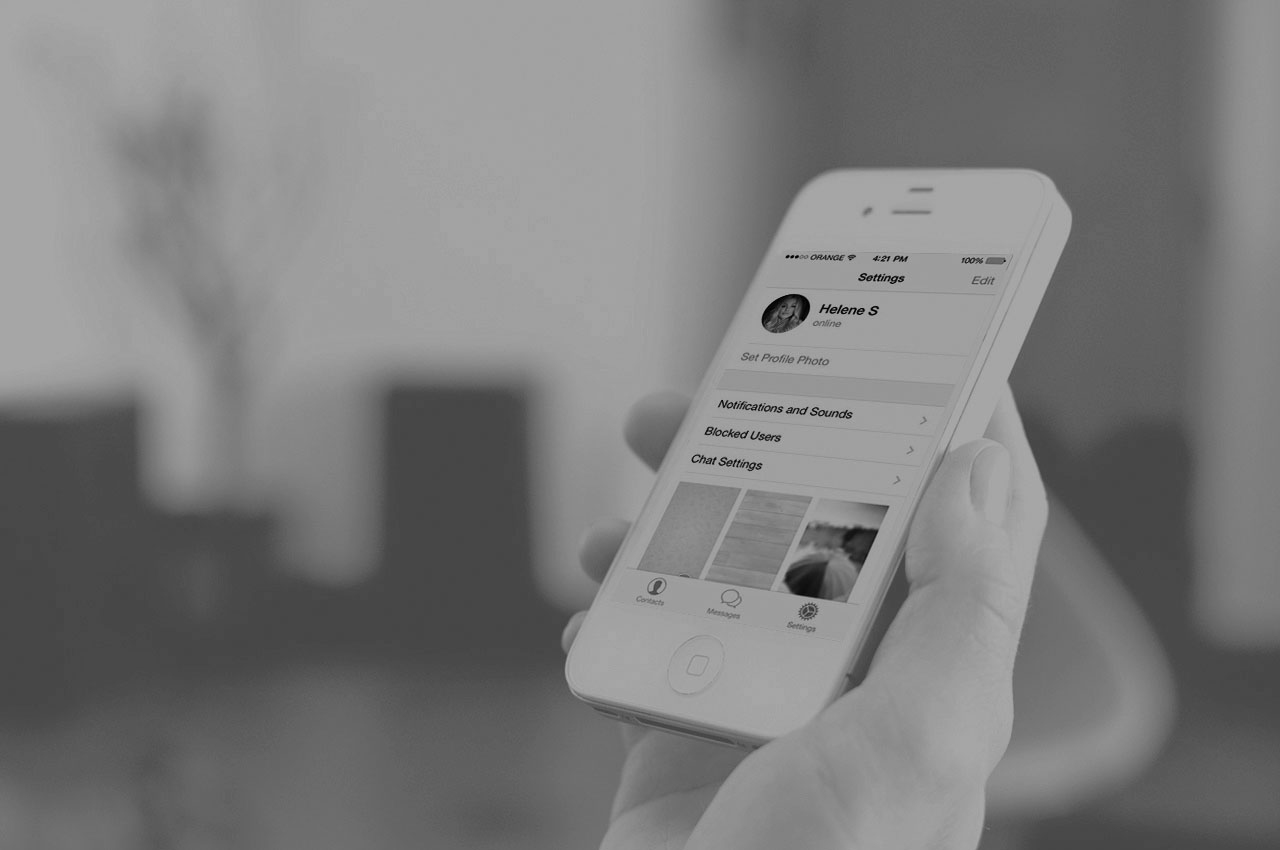 ORANGE 4:21 PM 100%
Settings Edit
Helene S
online
Set Profile Photo
Notifications and Sounds
Blocked Users
Chat Settings
Contacts Messages Settings